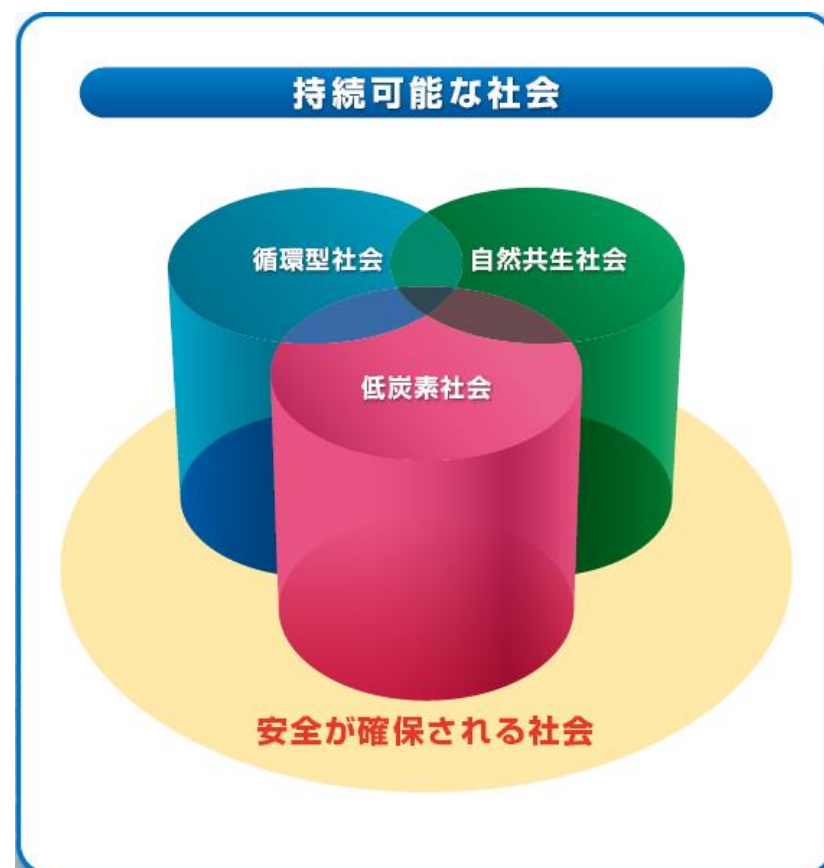 持続可能な社会
循環型社会
自然共生社会
低炭素社会
安全が確保される社会